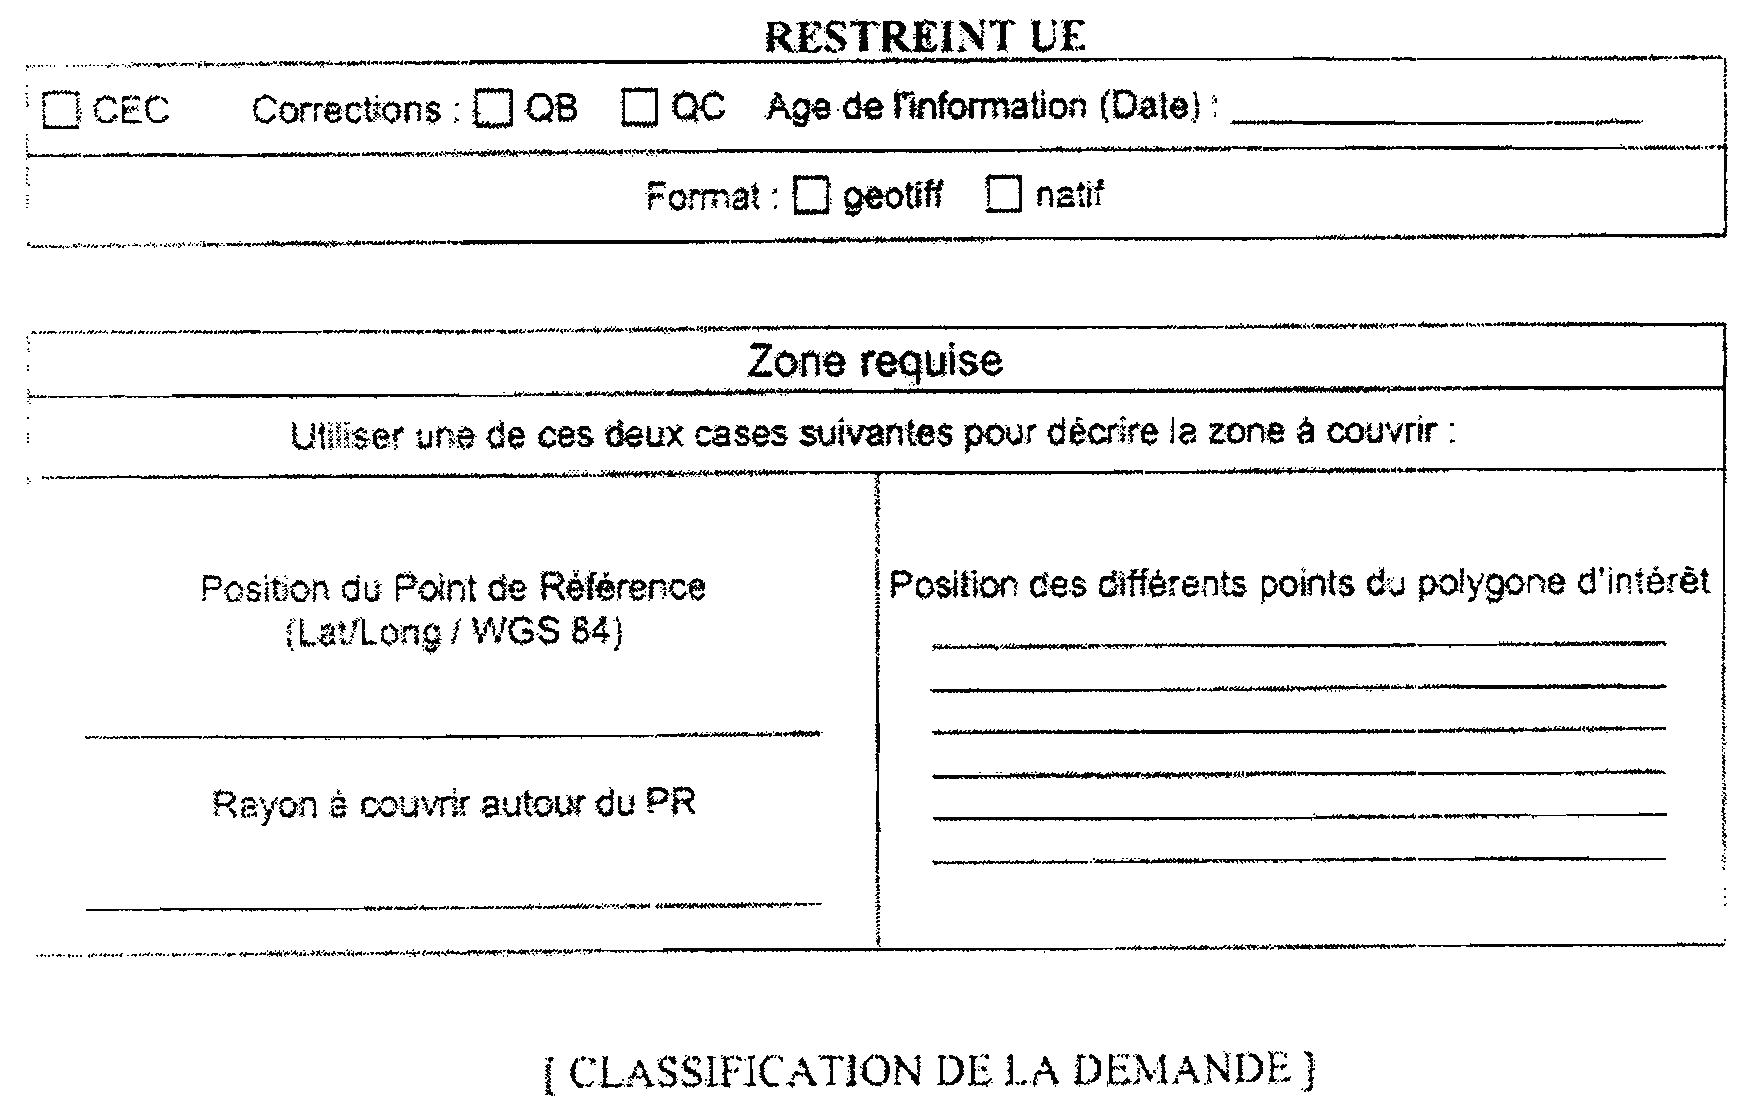 RESTREINT UE
☐ CEC Corrections : ☐ QB ☐ QC Age de l'information (Date) :
Format : ☐ geotiff ☐ natif
Zone requise
Utiliser une de ces deux cases suivantes pour décrire la zone à couvrir :
Position du Point de Référence
(Lat/Long / WGS 84)
Rayon à couvrir autour du PR
Position des différents points du polygone d'intérêt
[ CLASSIFICATION DE LA DEMANDE ]